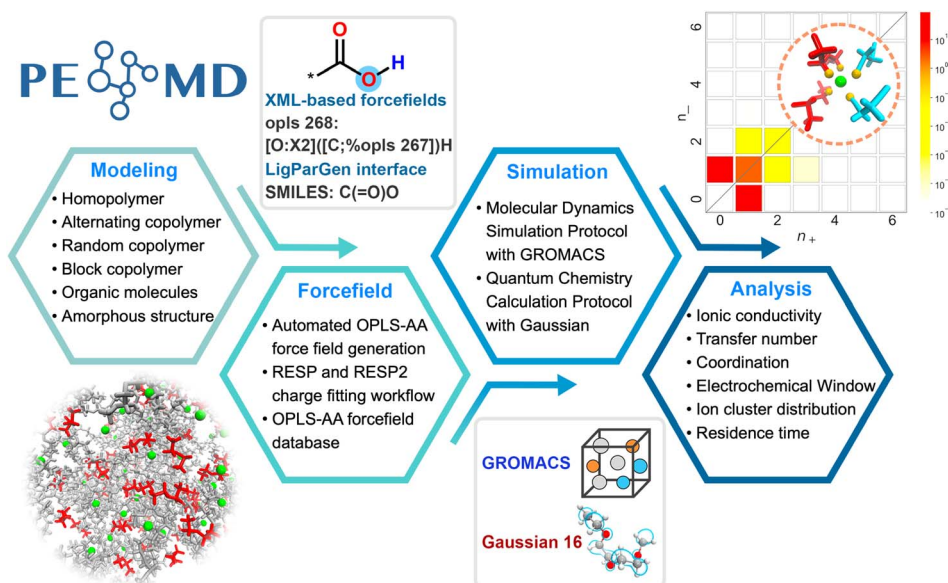 PE MD
O
H
O
*
XML-based forcefields
opls 268:
[O:X2]([C;%opls 267])H
LigParGen interface
SMILES: C(=O)O
Modeling
• Homopolymer
• Alternating copolymer
• Random copolymer
• Block copolymer
• Organic molecules
• Amorphous structure
Forcefield
• Automated OPLS-AA
force field generation
• RESP and RESP2
charge fitting workflow
• OPLS-AA forcefield
database
Simulation
• Molecular Dynamics
Simulation Protocol
with GROMACS
• Quantum Chemistry
Calculation Protocol
with Gaussian
GROMACS
Gaussian 16
6
4
2
0
n_
0 2 4 6
n+
Analysis
• Ionic conductivity
• Transfer number
• Coordination
• Electrochemical Window
• Ion cluster distribution
• Residence time